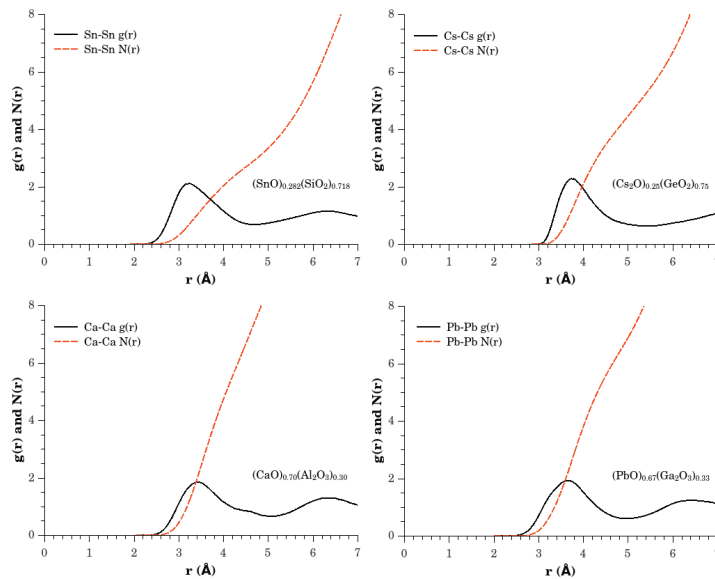 Sn-Sn g(r)
Sn-Sn N(r)
g(r) and N(r)
8
6
4
2
0
(SnO)0.282(SiO2)0.718
0 1 2 3 4 5 6 7
r (Å)
Cs-Cs g(r)
Cs-Cs N(r)
g(r) and N(r)
8
6
4
2
0
(Cs2O)0.25(GeO2)0.75
0 1 2 3 4 5 6 7
r (Å)
Ca-Ca g(r)
Ca-Ca N(r)
g(r) and N(r)
8
6
4
2
0
(CaO)0.70(Al2O3)0.30
0 1 2 3 4 5 6 7
r (Å)
Pb-Pb g(r)
Pb-Pb N(r)
g(r) and N(r)
8
6
4
2
0
(PbO)0.67(Ga2O3)0.33
0 1 2 3 4 5 6 7
r (Å)